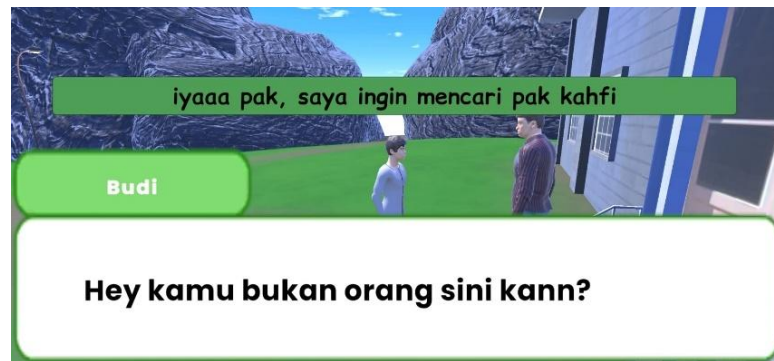 iyaaa pak, saya ingin mencari pak kahfi
Budi
Hey kamu bukan orang sini kann?